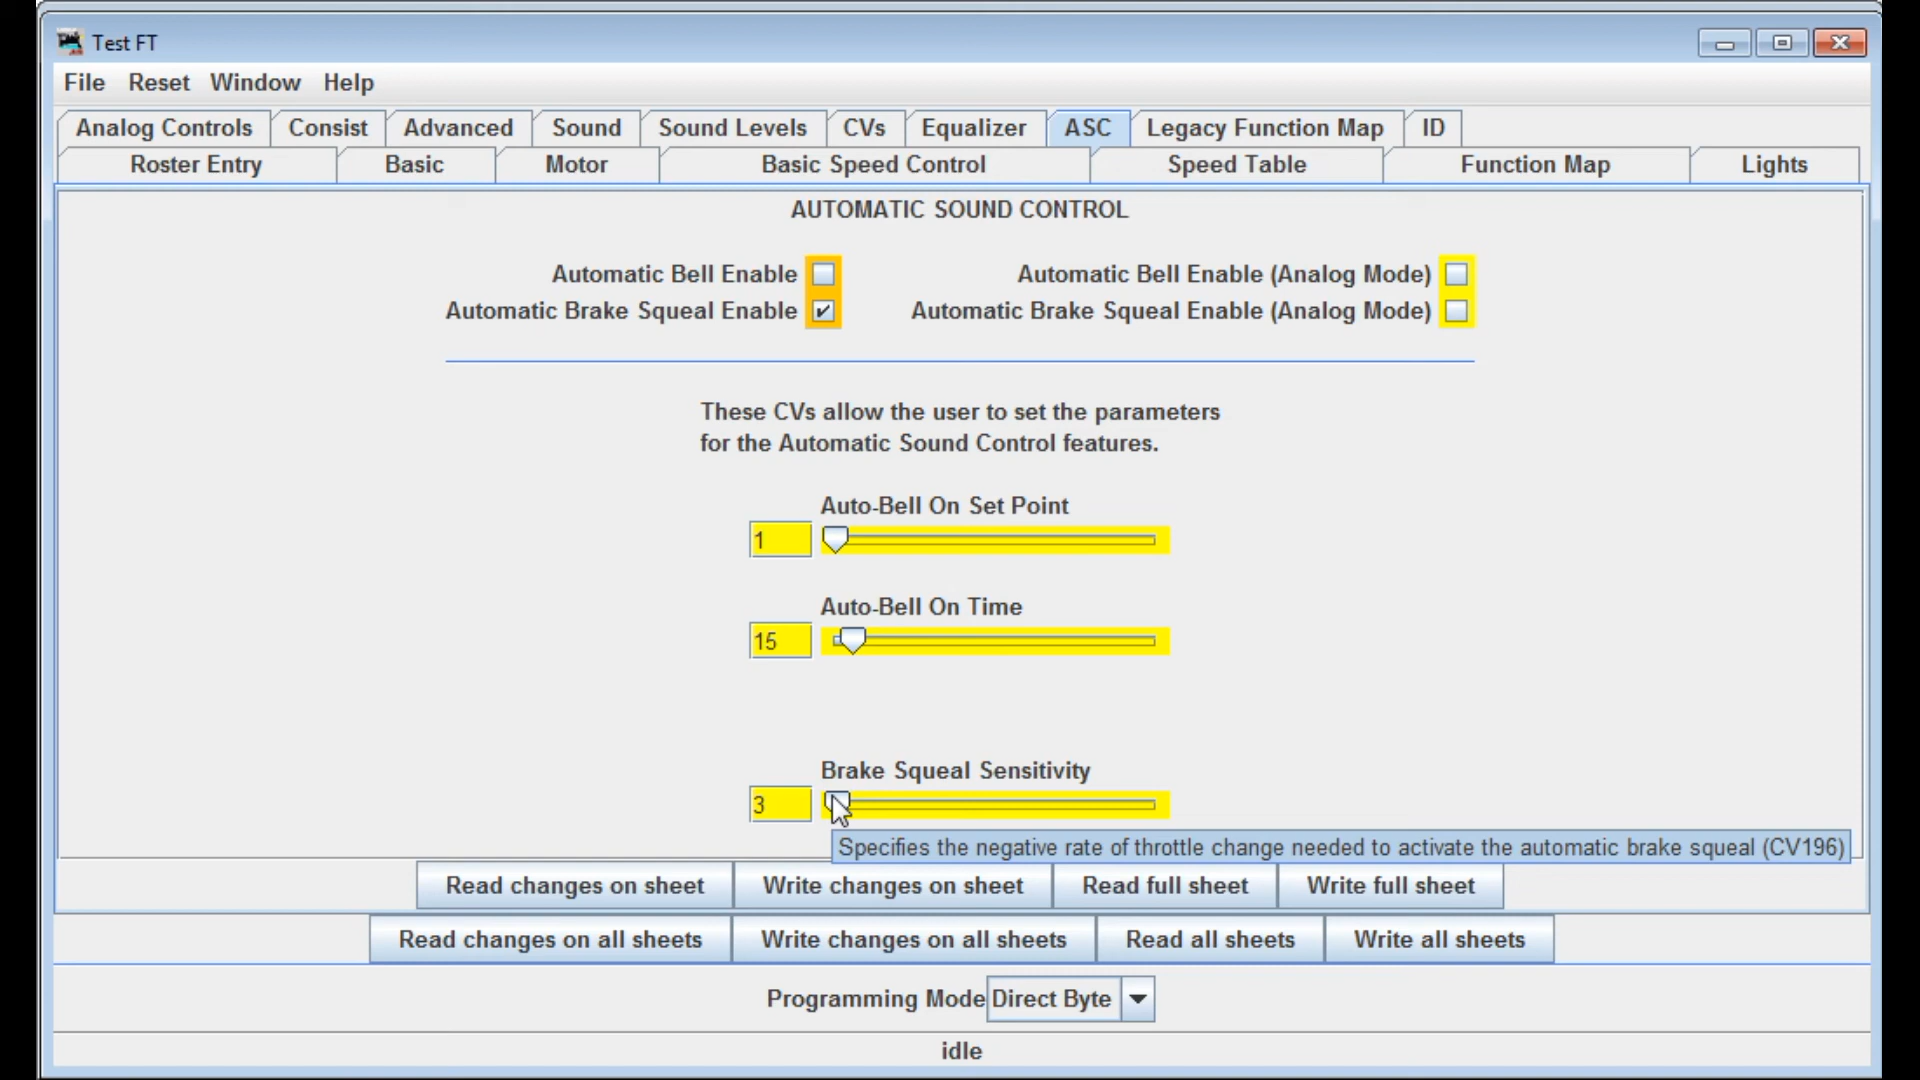 Test FT
File Reset Window Help
Analog Controls Consist Advanced Sound Sound Levels CVs Equalizer ASC Legacy Function Map ID
Roster Entry Basic Motor Basic Speed Control Speed Table Function Map Lights
AUTOMATIC SOUND CONTROL
Automatic Bell Enable Automatic Bell Enable (Analog Mode)
Automatic Brake Squeal Enable Automatic Brake Squeal Enable (Analog Mode)
These CVs allow the user to set the parameters
for the Automatic Sound Control features.
Auto-Bell On Set Point
1
Auto-Bell On Time
15
Brake Squeal Sensitivity
3
Specifies the negative rate of throttle change needed to activate the automatic brake squeal (CV196)
Read changes on sheet Write changes on sheet Read full sheet Write full sheet
Read changes on all sheets Write changes on all sheets Read all sheets Write all sheets
Programming Mode Direct Byte
idle